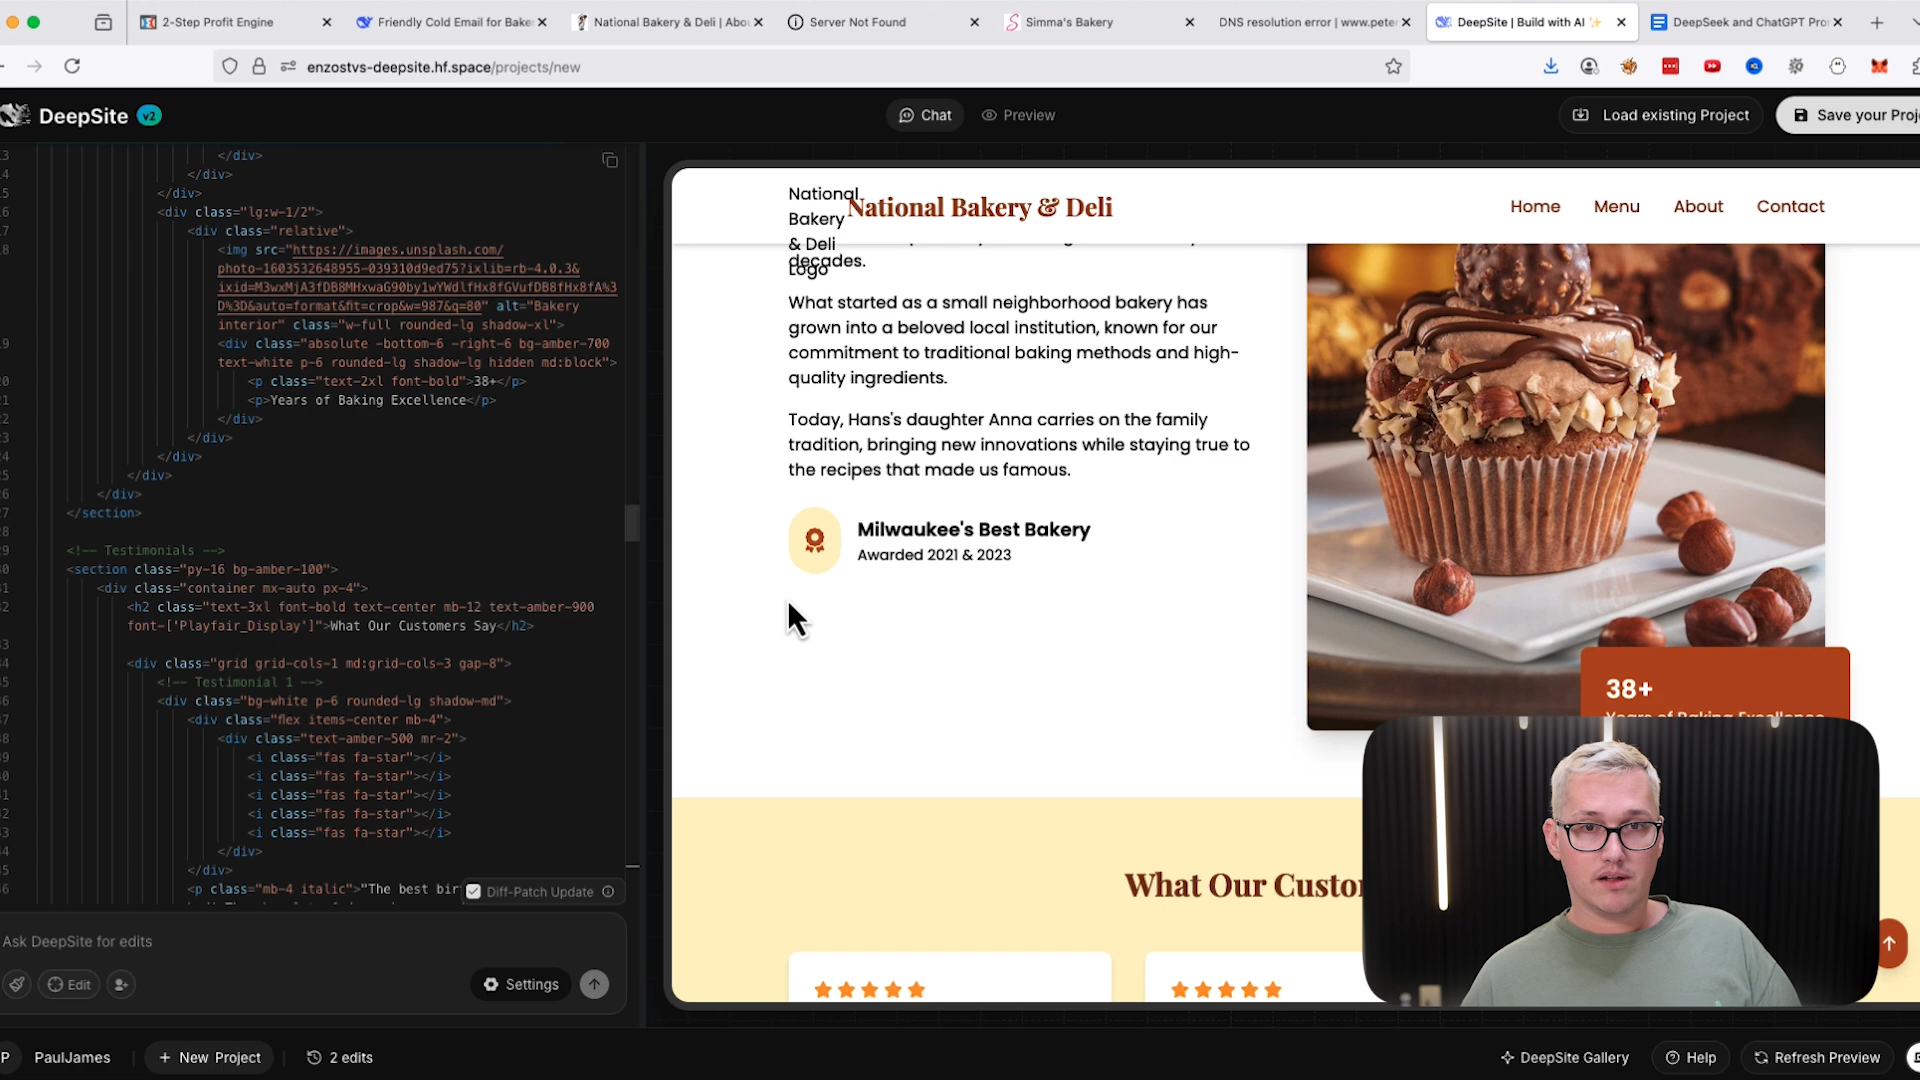 2-Step Profit Engine
Friendly Cold Email for Bake
National Bakery & Deli | Abou
Server Not Found
Simma's Bakery
DNS resolution error | www.pete
DeepSite | Build with AI ✨
DeepSeek and ChatGPT Pro
enzostvs-deepsite.hf.space/projects/new
DeepSite v2
Chat
Preview
Load existing Project
Save your Proj
</div>
</div>
</div>
<div class="lg:w-1/2">
<div class="relative">
<img src="https://images.unsplash.com/
photo-1603532648955-039310d9ed75?ixlib=rb-4.0.3&
ixid=M3wxMjA3fDB8MHxwaG90by1wYWdlfHx8fGVufDB8fHx8fA%3
D%3D&auto=format&fit=crop&w=987&q=80" alt="Bakery
interior" class="w-full rounded-lg shadow-xl">
<div class="absolute -bottom-6 -right-6 bg-amber-700
text-white p-6 rounded-lg shadow-lg hidden md:block">
<p class="text-2xl font-bold">38+</p>
<p>Years of Baking Excellence</p>
</div>
</div>
</div>
</div>
</div>
</section>
<!-- Testimonials -->
<section class="py-16 bg-amber-100">
<div class="container mx-auto px-4">
<h2 class="text-3xl font-bold text-center mb-12 text-amber-900
font-['Playfair_Display']">What Our Customers Say</h2>
<div class="grid grid-cols-1 md:grid-cols-3 gap-8">
<!-- Testimonial 1 -->
<div class="bg-white p-6 rounded-lg shadow-md">
<div class="flex items-center mb-4">
<div class="text-amber-500 mr-2">
<i class="fas fa-star"></i>
<i class="fas fa-star"></i>
<i class="fas fa-star"></i>
<i class="fas fa-star"></i>
<i class="fas fa-star"></i>
</div>
</div>
<p class="mb-4 italic">"The best bir
Diff-Patch Update
Ask DeepSite for edits
Edit
Settings
National
Bakery
& Deli
Logo
National Bakery & Deli
Home
Menu
About
Contact
decades.
What started as a small neighborhood bakery has
grown into a beloved local institution, known for our
commitment to traditional baking methods and high-
quality ingredients.
Today, Hans's daughter Anna carries on the family
tradition, bringing new innovations while staying true to
the recipes that made us famous.
Milwaukee's Best Bakery
Awarded 2021 & 2023
38+
Years of Baking Excellence
What Our Custo
P
PaulJames
+ New Project
2 edits
DeepSite Gallery
Help
Refresh Preview